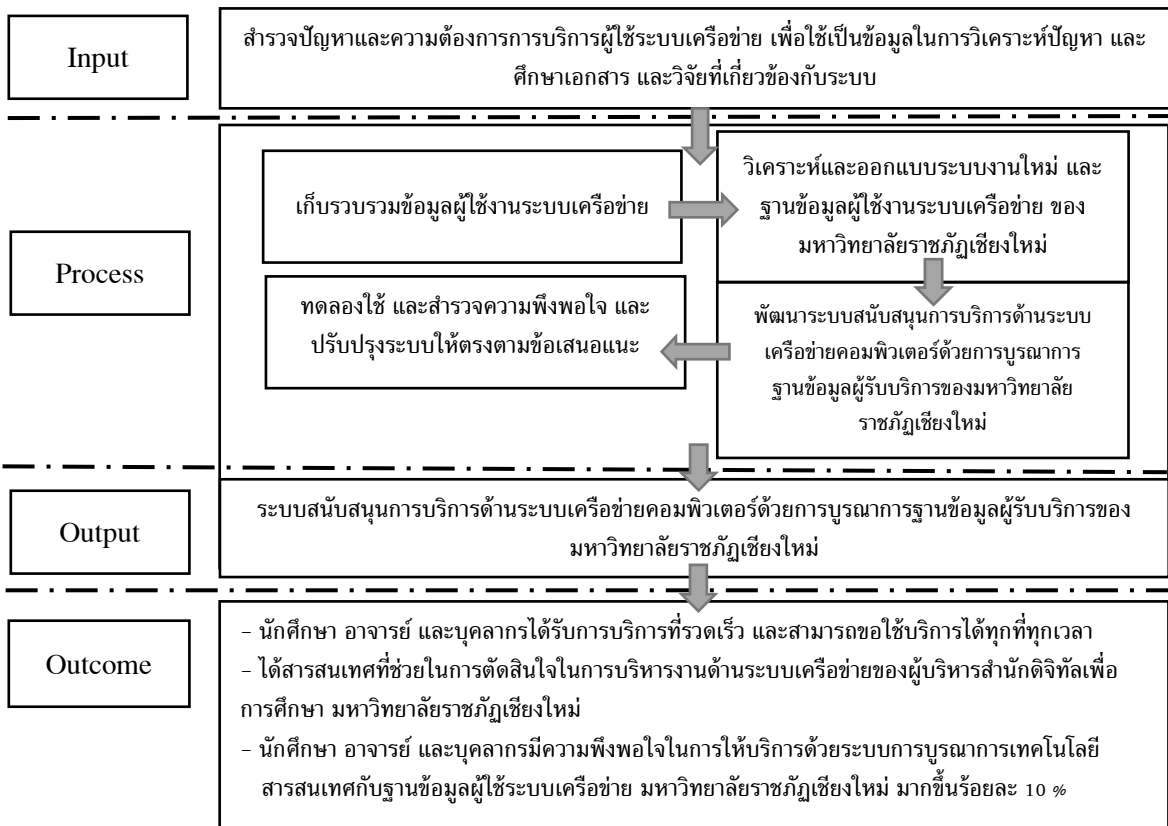 Input
สำรวจปัญหาและความต้องการการบริการผู้ใช้ระบบเครือข่าย เพื่อใช้เป็นข้อมูลในการวิเคราะห์ปัญหา และ
ศึกษาเอกสาร และวิจัยที่เกี่ยวข้องกับระบบ
Process
เก็บรวบรวมข้อมูลผู้ใช้งานระบบเครือข่าย
วิเคราะห์และออกแบบระบบงานใหม่ และ
ฐานข้อมูลผู้ใช้งานระบบเครือข่าย ของ
มหาวิทยาลัยราชภัฏเชียงใหม่
พัฒนาระบบสนับสนุนการบริการด้านระบบ
เครือข่ายคอมพิวเตอร์ด้วยการบูรณาการ
ฐานข้อมูลผู้รับบริการของมหาวิทยาลัย
ราชภัฏเชียงใหม่
ทดลองใช้ และสำรวจความพึงพอใจ และ
ปรับปรุงระบบให้ตรงตามข้อเสนอแนะ
Output
ระบบสนับสนุนการบริการด้านระบบเครือข่ายคอมพิวเตอร์ด้วยการบูรณาการฐานข้อมูลผู้รับบริการของ
มหาวิทยาลัยราชภัฏเชียงใหม่
Outcome
- นักศึกษา อาจารย์ และบุคลากรได้รับการบริการที่รวดเร็ว และสามารถขอใช้บริการได้ทุกที่ทุกเวลา
- ได้สารสนเทศที่ช่วยในการตัดสินใจในการบริหารงานด้านระบบเครือข่ายของผู้บริหารสำนักดิจิทัลเพื่อ
การศึกษา มหาวิทยาลัยราชภัฏเชียงใหม่
- นักศึกษา อาจารย์ และบุคลากรมีความพึงพอใจในการให้บริการด้วยระบบการบูรณาการเทคโนโลยี
สารสนเทศกับฐานข้อมูลผู้ใช้ระบบเครือข่าย มหาวิทยาลัยราชภัฏเชียงใหม่ มากขึ้นร้อยละ 10 %